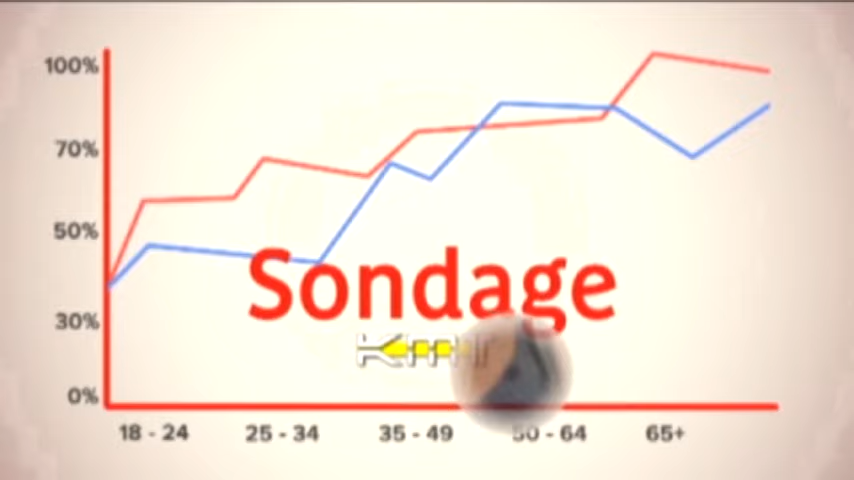 100%
70%
50%
30%
0%
Sondage
18 - 24
25 - 34
35 - 49
50 - 64
65+